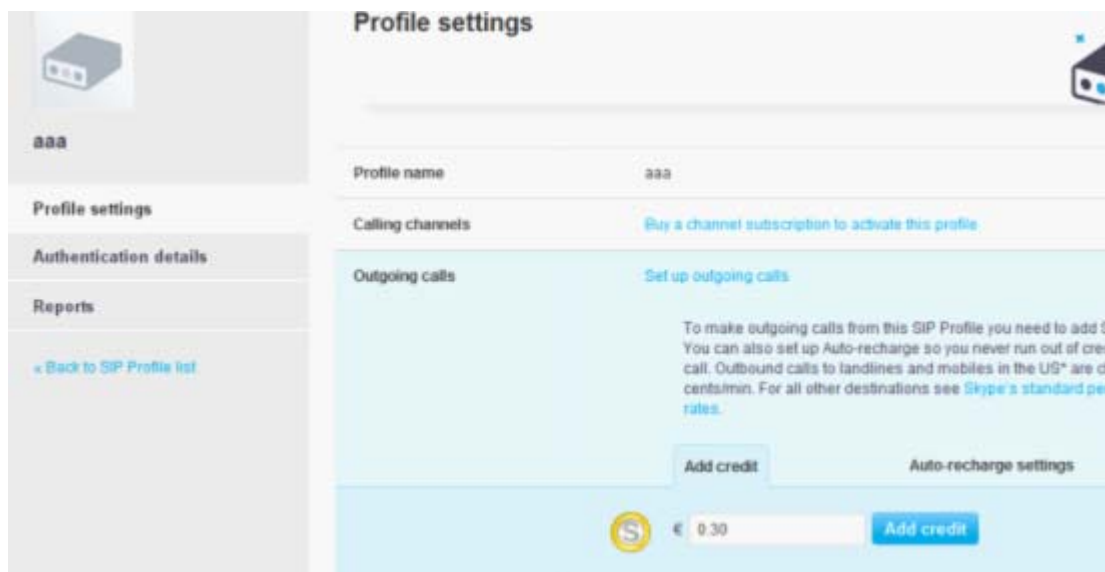 Profile settings
aaa
Profile settings
Authentication details
Reports
« Back to SIP Profile list
Profile name aaa
Calling channels Buy a channel subscription to activate this profile
Outgoing calls Set up outgoing calls
To make outgoing calls from this SIP Profile you need to add
You can also set up Auto-recharge so you never run out of
call. Outbound calls to landlines and mobiles in the US* are
cents/min. For all other destinations see Skype's standard
rates.
Add credit Auto-recharge settings
S € 0.30 Add credit